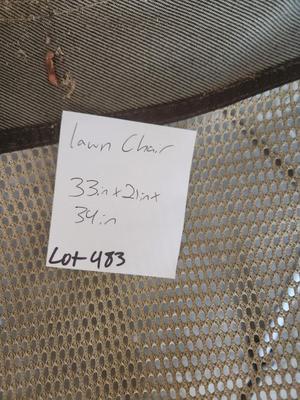 lawn Chair
33in x 21in x
34in
Lot 483